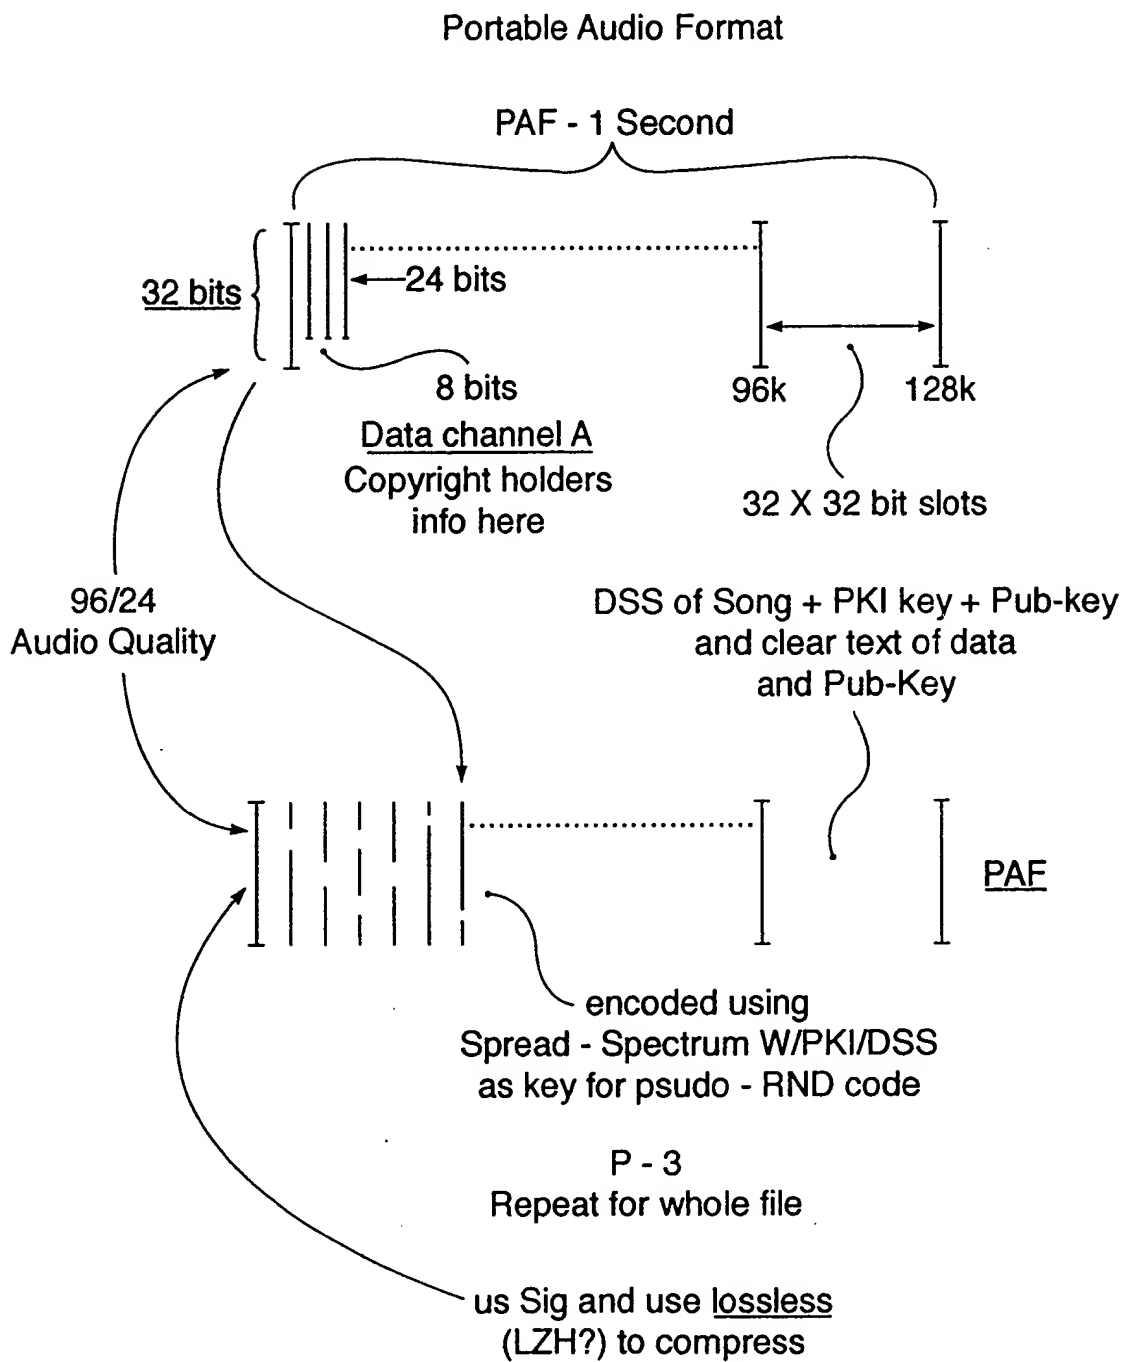 Portable Audio Format
PAF - 1 Second
32 bits
24 bits
8 bits
Data channel A
Copyright holders
info here
96k
128k
32 X 32 bit slots
96/24
Audio Quality
DSS of Song + PKI key + Pub-key
and clear text of data
and Pub-Key
PAF
encoded using
Spread - Spectrum W/PKI/DSS
as key for psudo - RND code
P - 3
Repeat for whole file
us Sig and use lossless
(LZH?) to compress